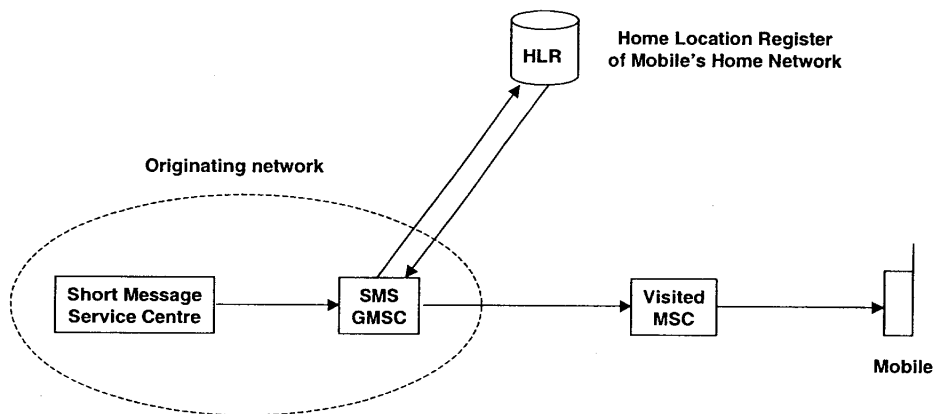 HLR
Home Location Register
of Mobile's Home Network
Originating network
Short Message
Service Centre
SMS
GMSC
Visited
MSC
Mobile